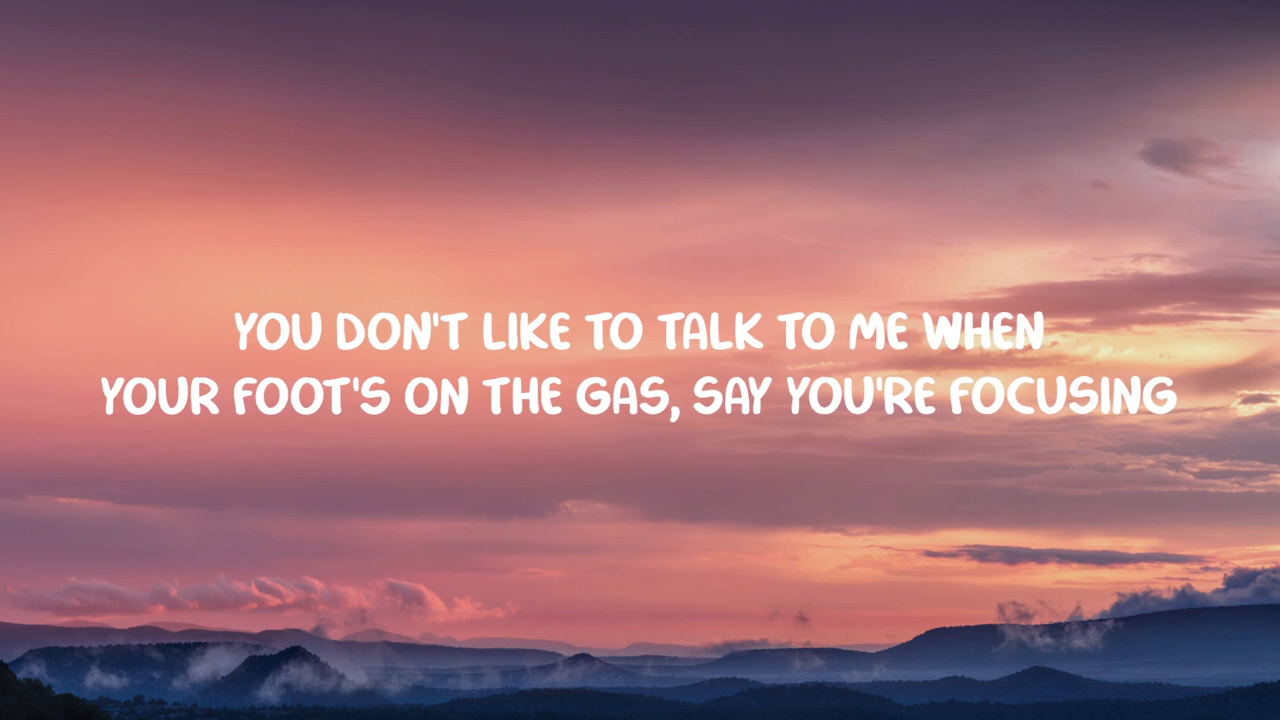 YOU DON'T LIKE TO TALK TO ME WHEN
YOUR FOOT'S ON THE GAS, SAY YOU'RE FOCUSING